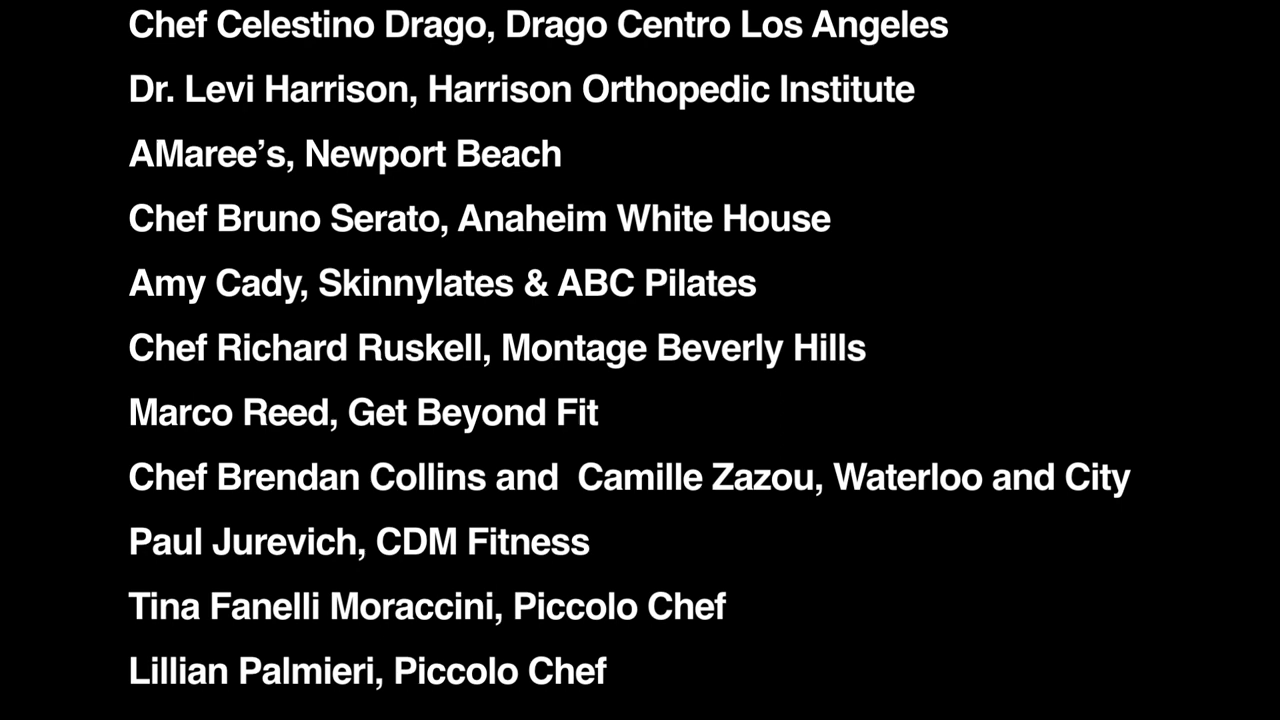 Chef Celestino Drago, Drago Centro Los Angeles
Dr. Levi Harrison, Harrison Orthopedic Institute
AMaree’s, Newport Beach
Chef Bruno Serato, Anaheim White House
Amy Cady, Skinnylates & ABC Pilates
Chef Richard Ruskell, Montage Beverly Hills
Marco Reed, Get Beyond Fit
Chef Brendan Collins and  Camille Zazou, Waterloo and City
Paul Jurevich, CDM Fitness
Tina Fanelli Moraccini, Piccolo Chef
Lillian Palmieri, Piccolo Chef